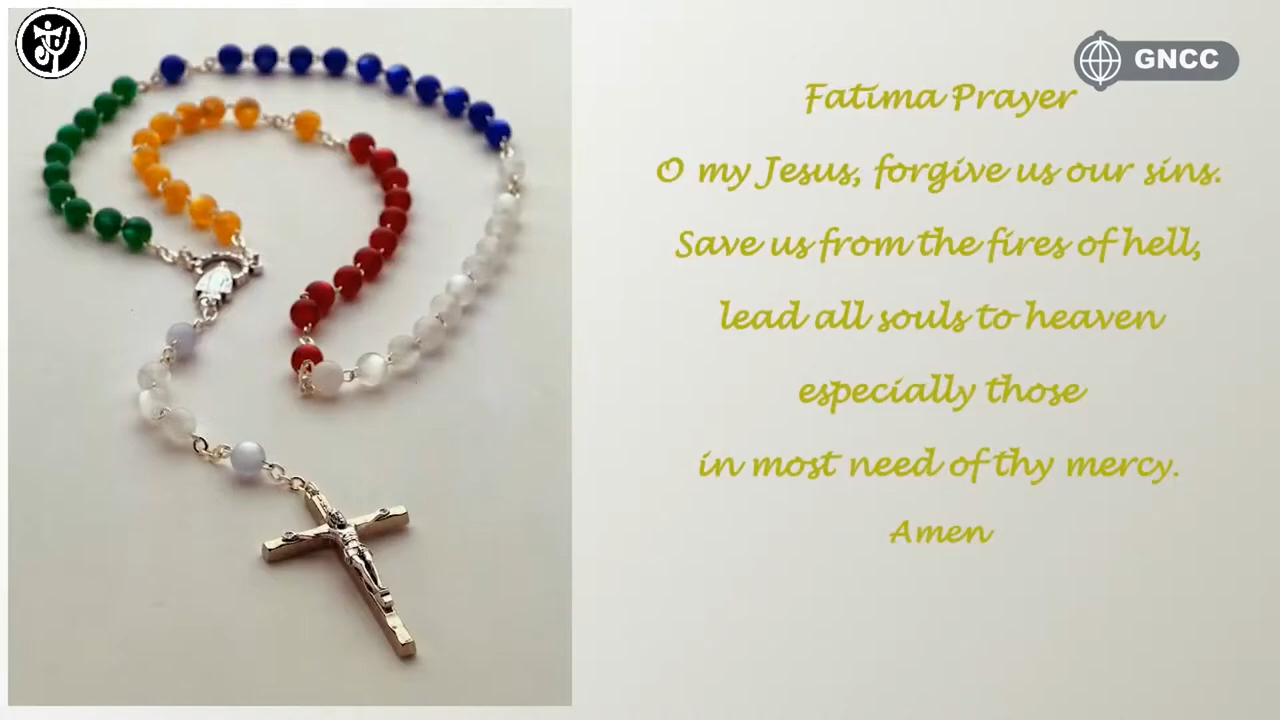 GNCC
Fatima Prayer
O my Jesus, forgive us our sins.
Save us from the fires of hell,
lead all souls to heaven
especially those
in most need of thy mercy.
Amen